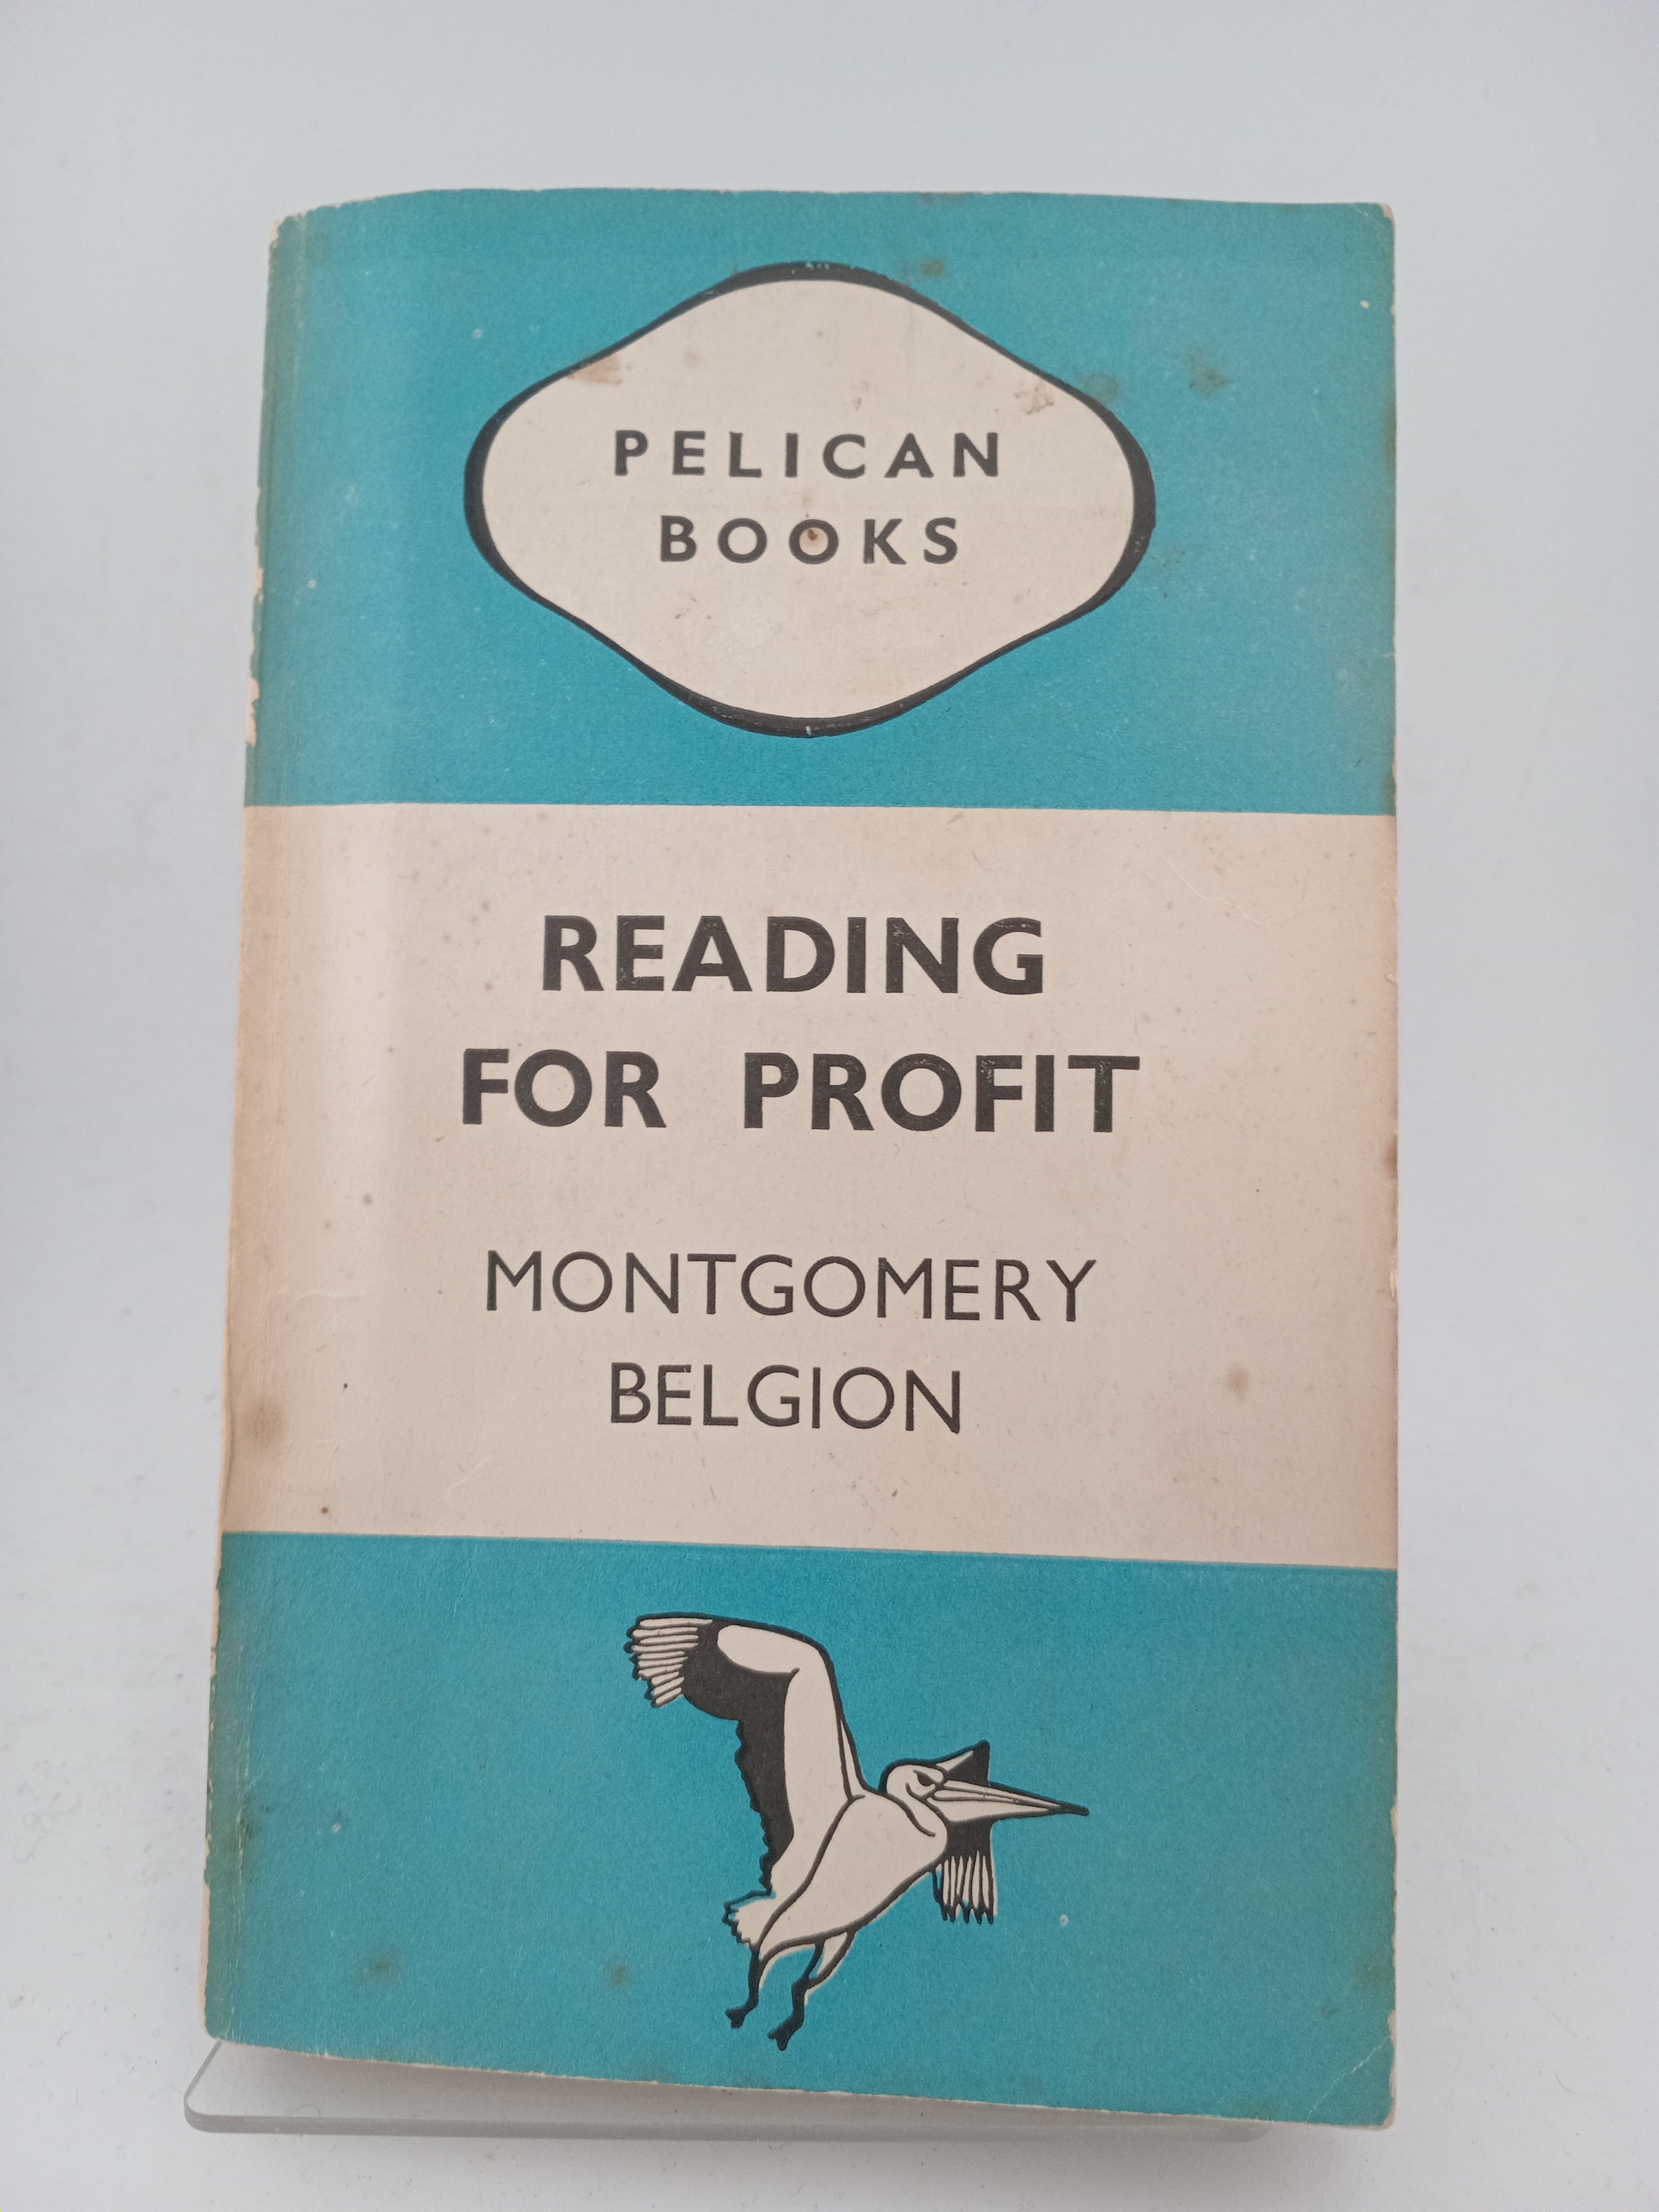 PELICAN
BOOKS
READING
FOR PROFIT
MONTGOMERY
BELGION